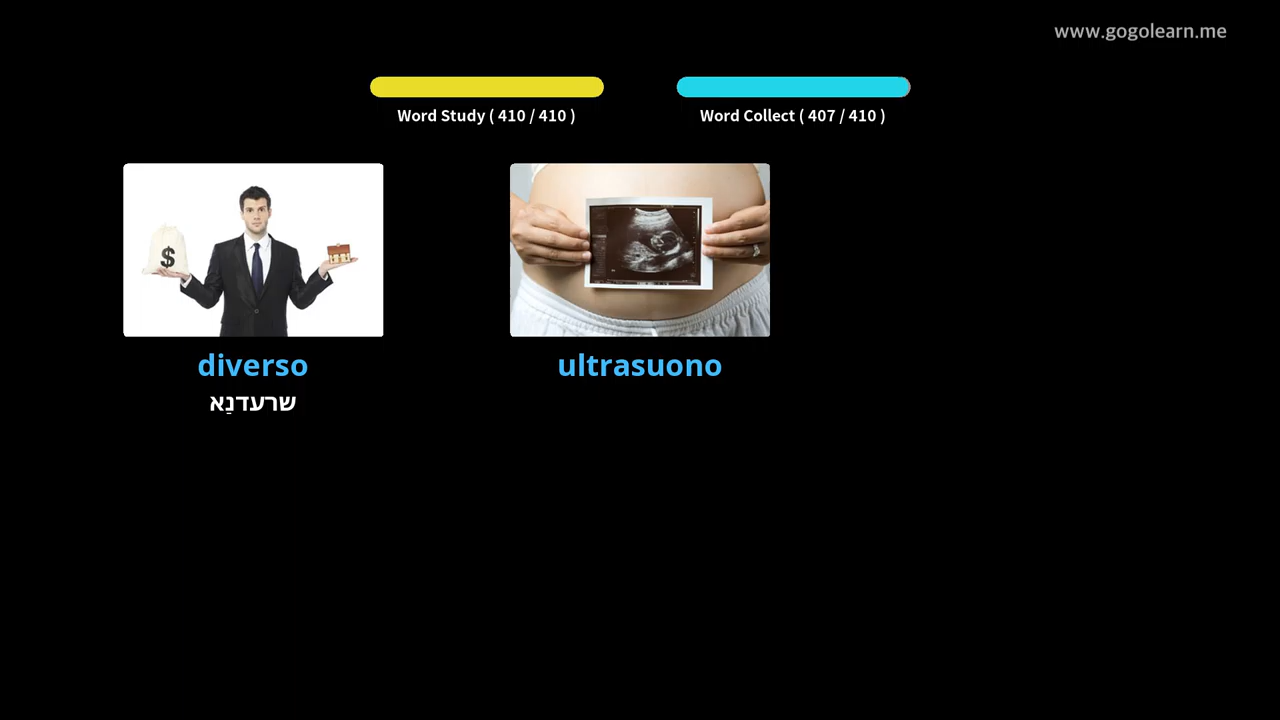 www.gogolearn.me
Word Study ( 410 / 410 )
Word Collect ( 407 / 410 )
$
diverso
שרעדנַא
ultrasuono